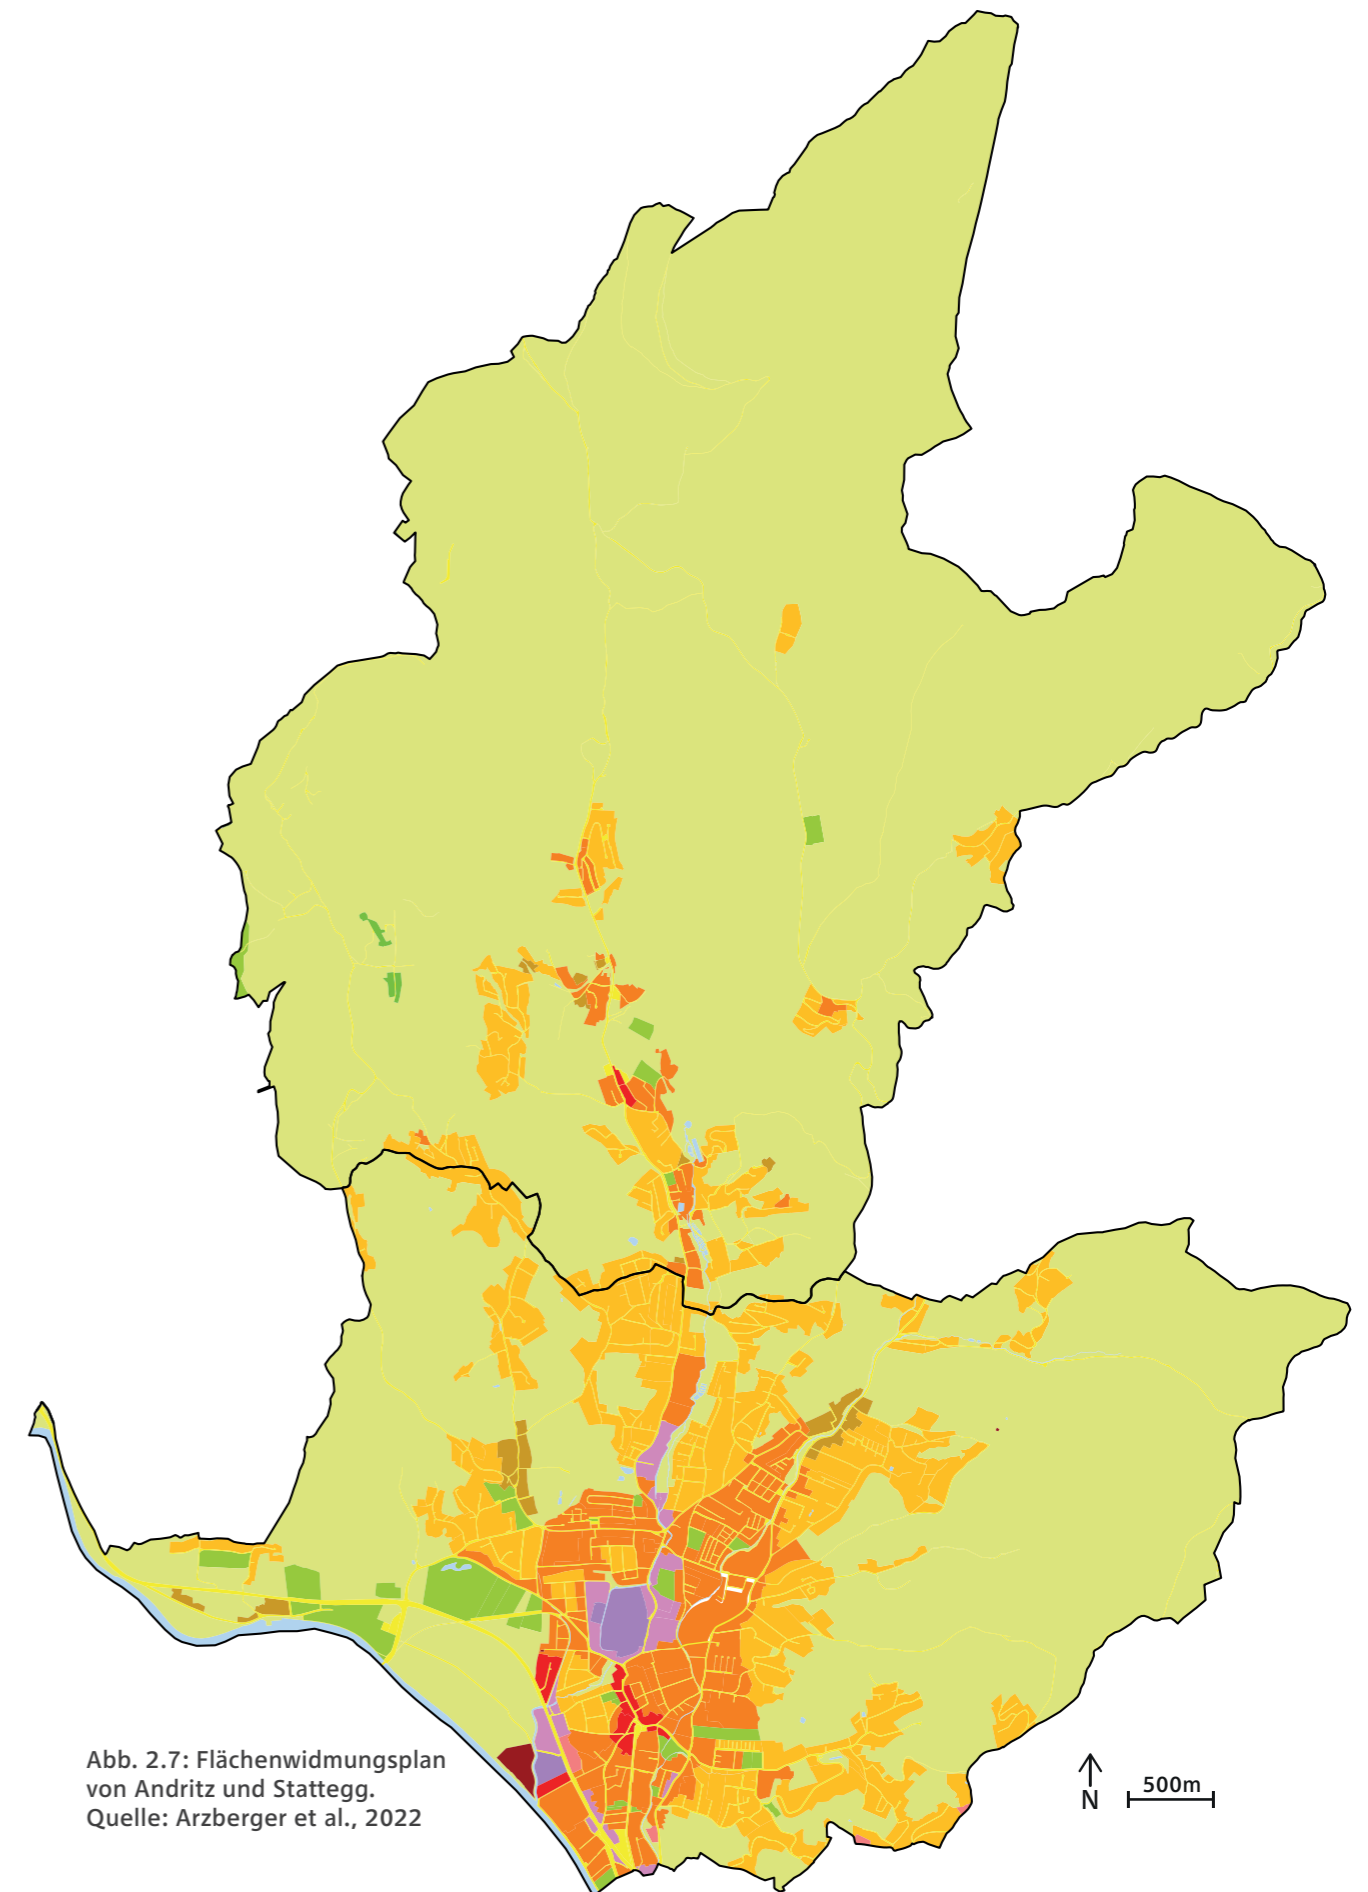 Abb. 2.7: Flächenwidmungsplan
von Andritz und Stattegg.
Quelle: Arzberger et al., 2022
N
500m